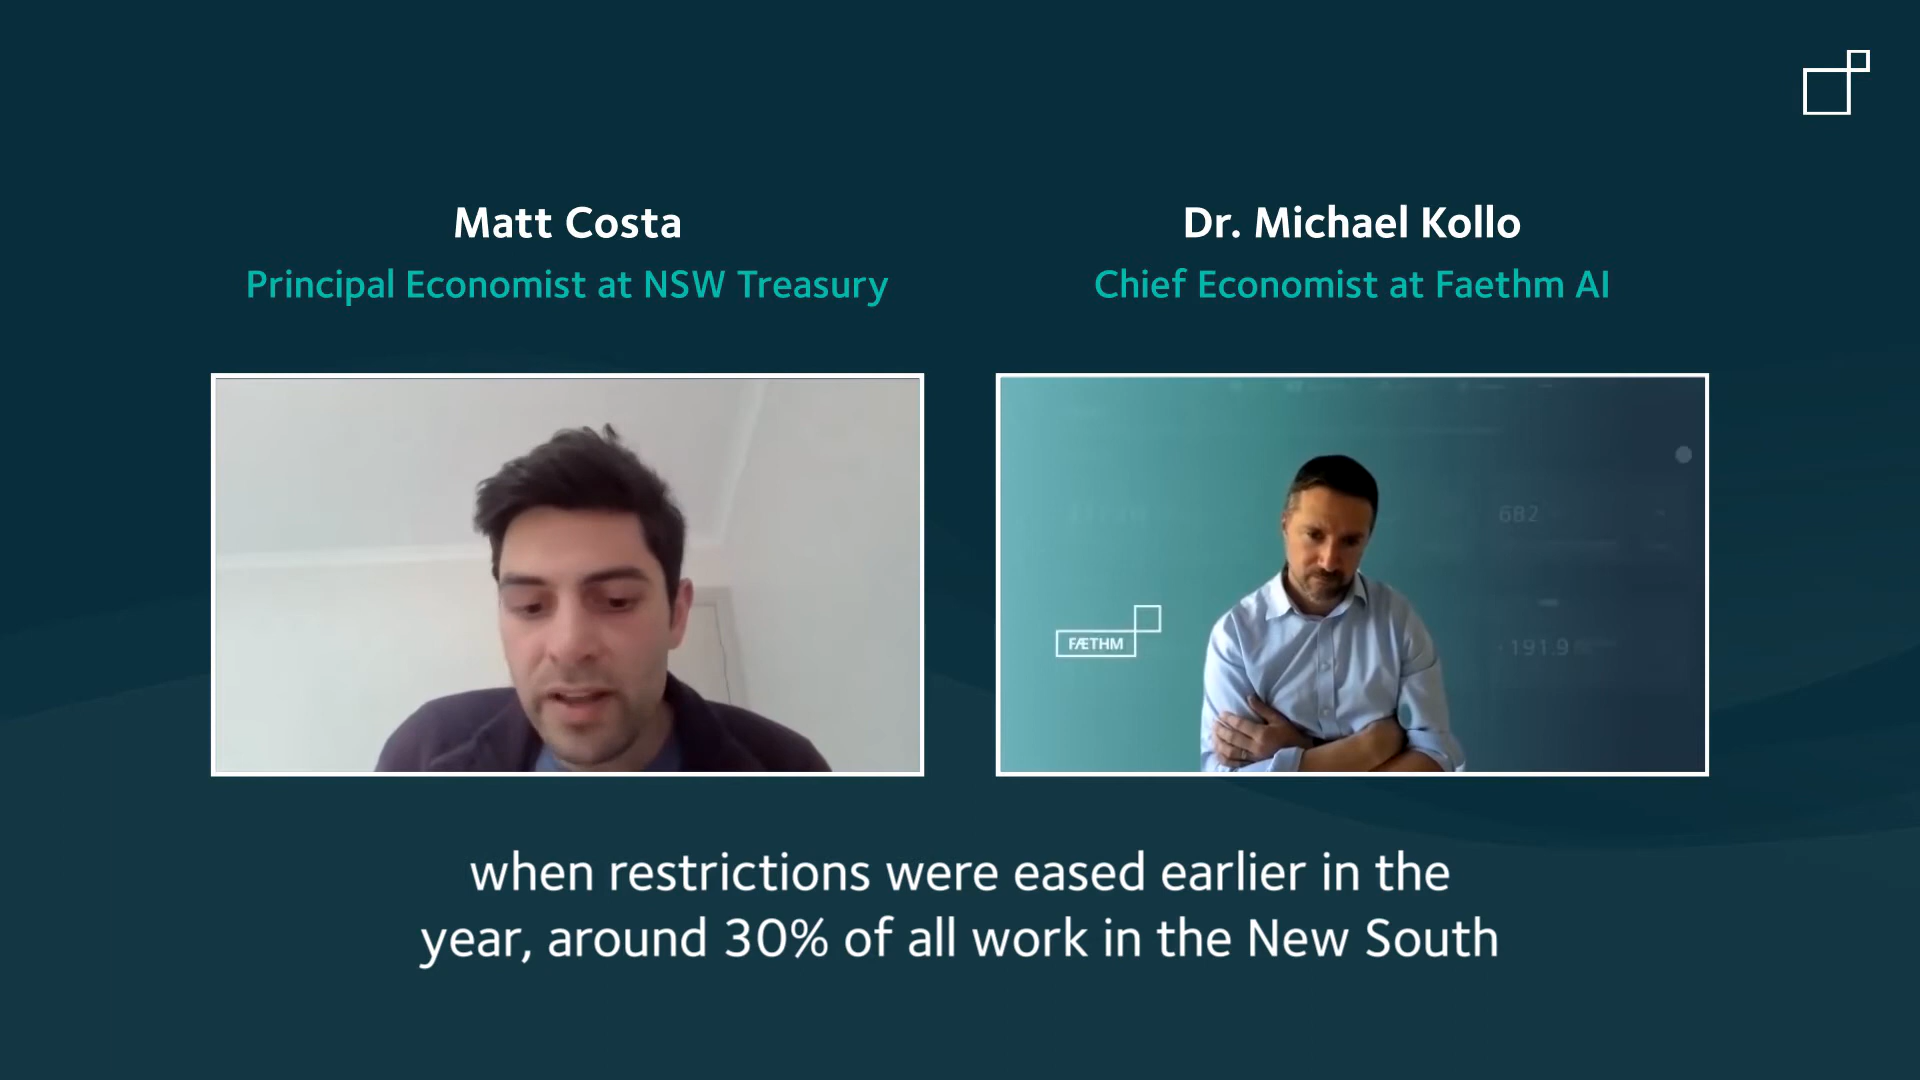 Matt Costa
Principal Economist at NSW Treasury
Dr. Michael Kollo
Chief Economist at Faethm AI
682
FÆTHM
191.9
when restrictions were eased earlier in the
year, around 30% of all work in the New South